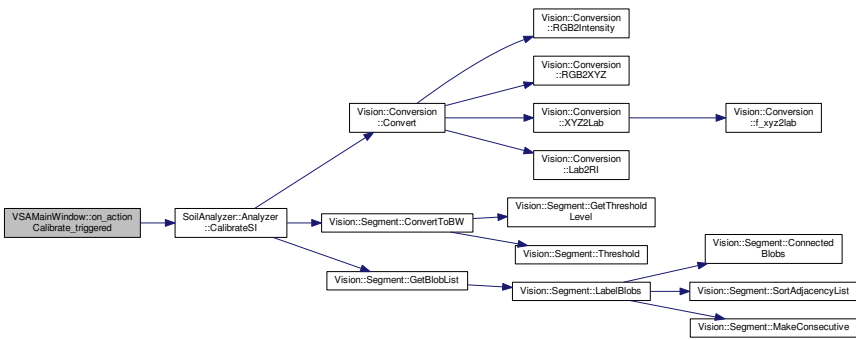 VSAMainWindow::on_action
Calibrate_triggered
SoilAnalyzer::Analyzer
::CalibrateSI
Vision::Conversion
::Convert
Vision::Conversion
::RGB2Intensity
Vision::Conversion
::RGB2XYZ
Vision::Conversion
::XYZ2Lab
Vision::Conversion
::f_xyz2lab
Vision::Conversion
::Lab2RI
Vision::Segment::ConvertToBW
Vision::Segment::GetThreshold
Level
Vision::Segment::Threshold
Vision::Segment::GetBlobList
Vision::Segment::LabelBlobs
Vision::Segment::Connected
Blobs
Vision::Segment::SortAdjacencyList
Vision::Segment::MakeConsecutive